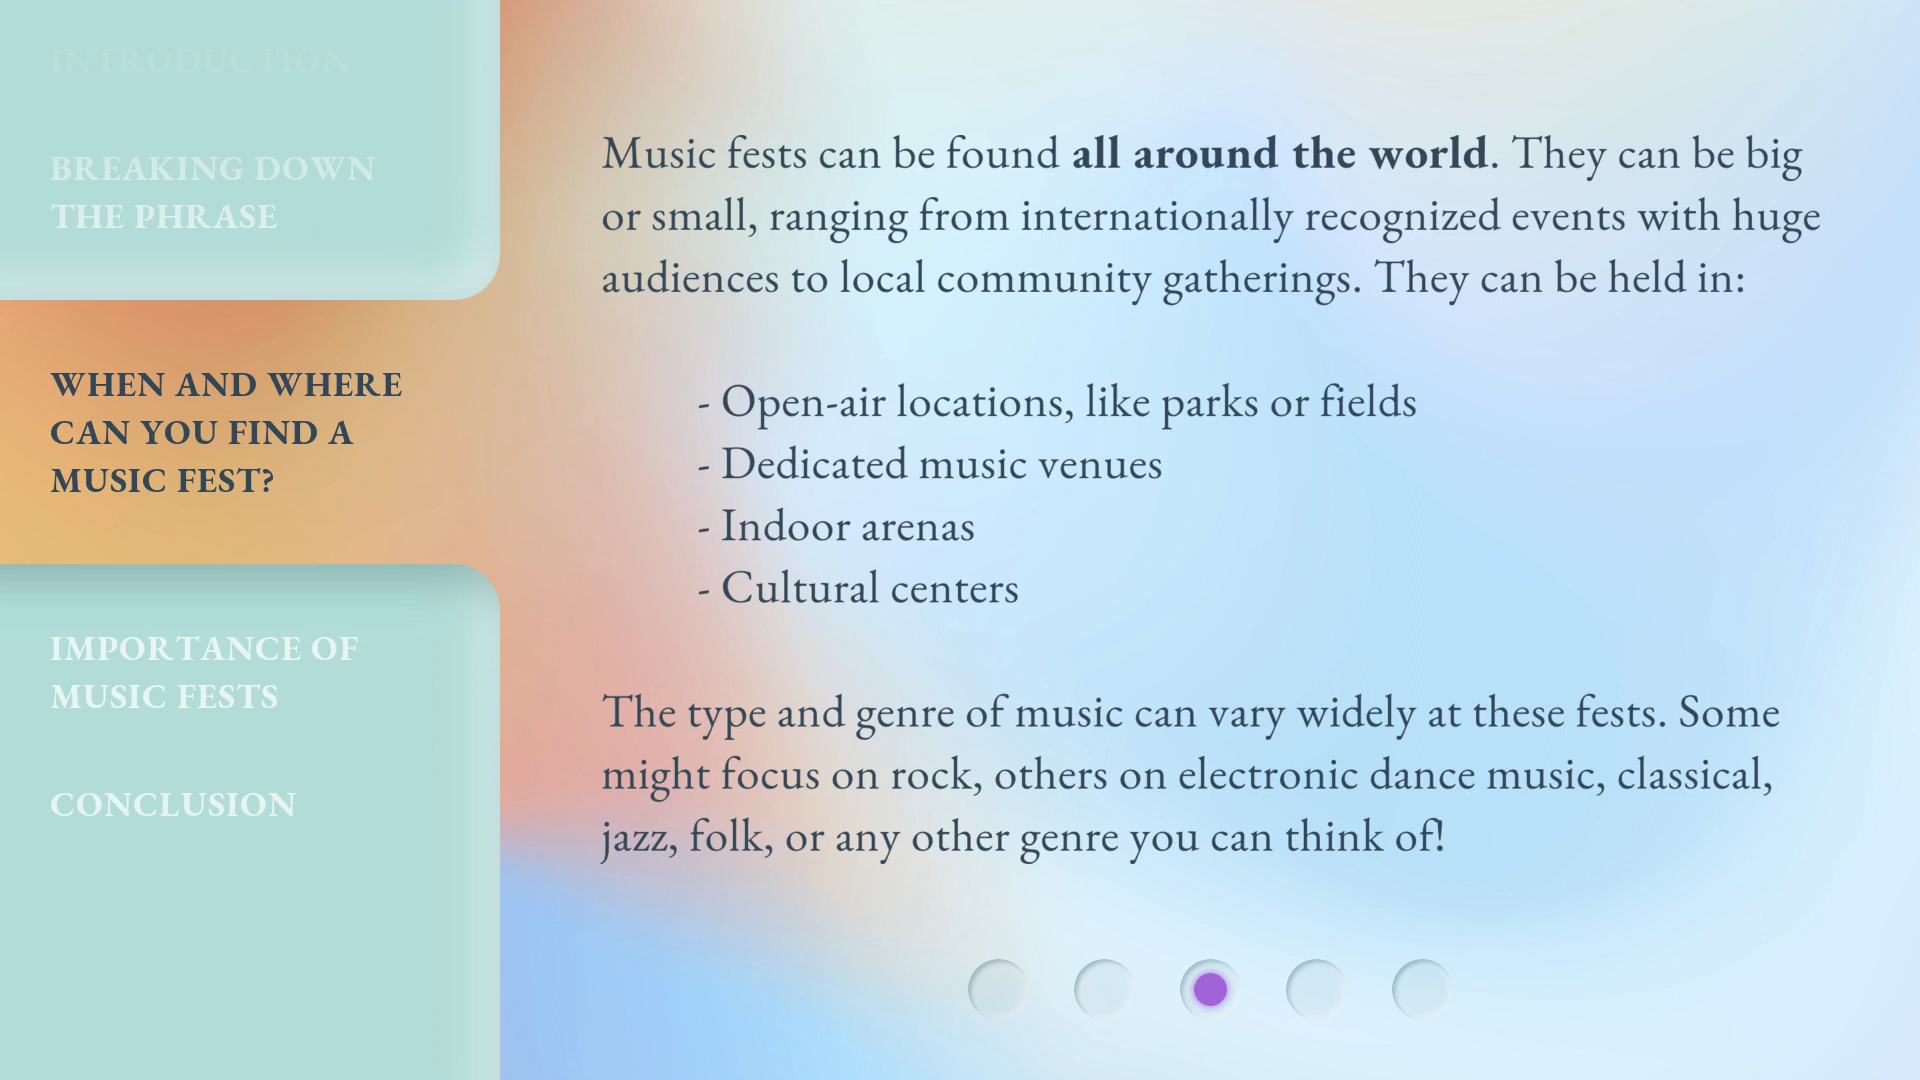 INTRODUCTION
BREAKING DOWN
THE PHRASE
WHEN AND WHERE
CAN YOU FIND A
MUSIC FEST?
IMPORTANCE OF
MUSIC FESTS
CONCLUSION
Music fests can be found all around the world. They can be big
or small, ranging from internationally recognized events with huge
audiences to local community gatherings. They can be held in:
- Open-air locations, like parks or fields
- Dedicated music venues
- Indoor arenas
- Cultural centers
The type and genre of music can vary widely at these fests. Some
might focus on rock, others on electronic dance music, classical,
jazz, folk, or any other genre you can think of!